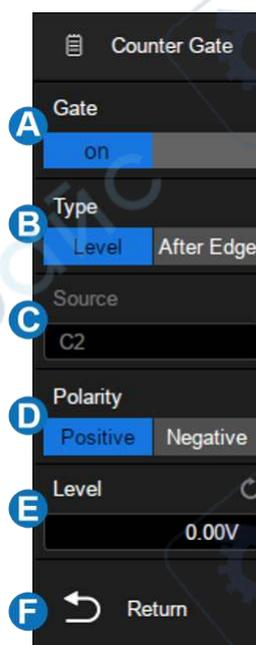 Counter Gate
A
Gate
on
B
Type
Level After Edge
C
Source
C2
D
Polarity
Positive Negative
E
Level
0.00V
F
Return